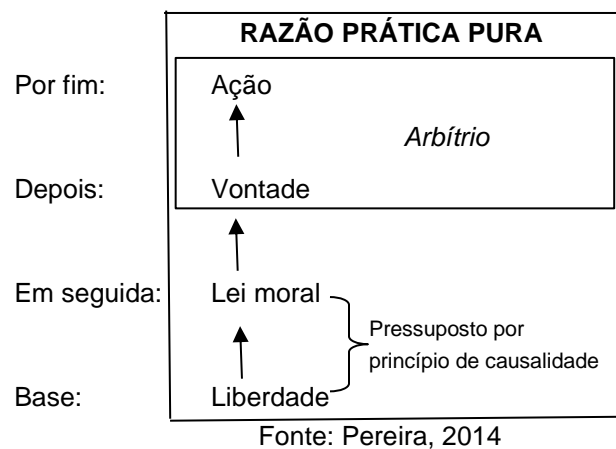 RAZÃO PRÁTICA PURA
Por fim: Ação
Arbítrio
Depois: Vontade
Em seguida: Lei moral
Pressuposto por
princípio de causalidade
Base: Liberdade
Fonte: Pereira, 2014